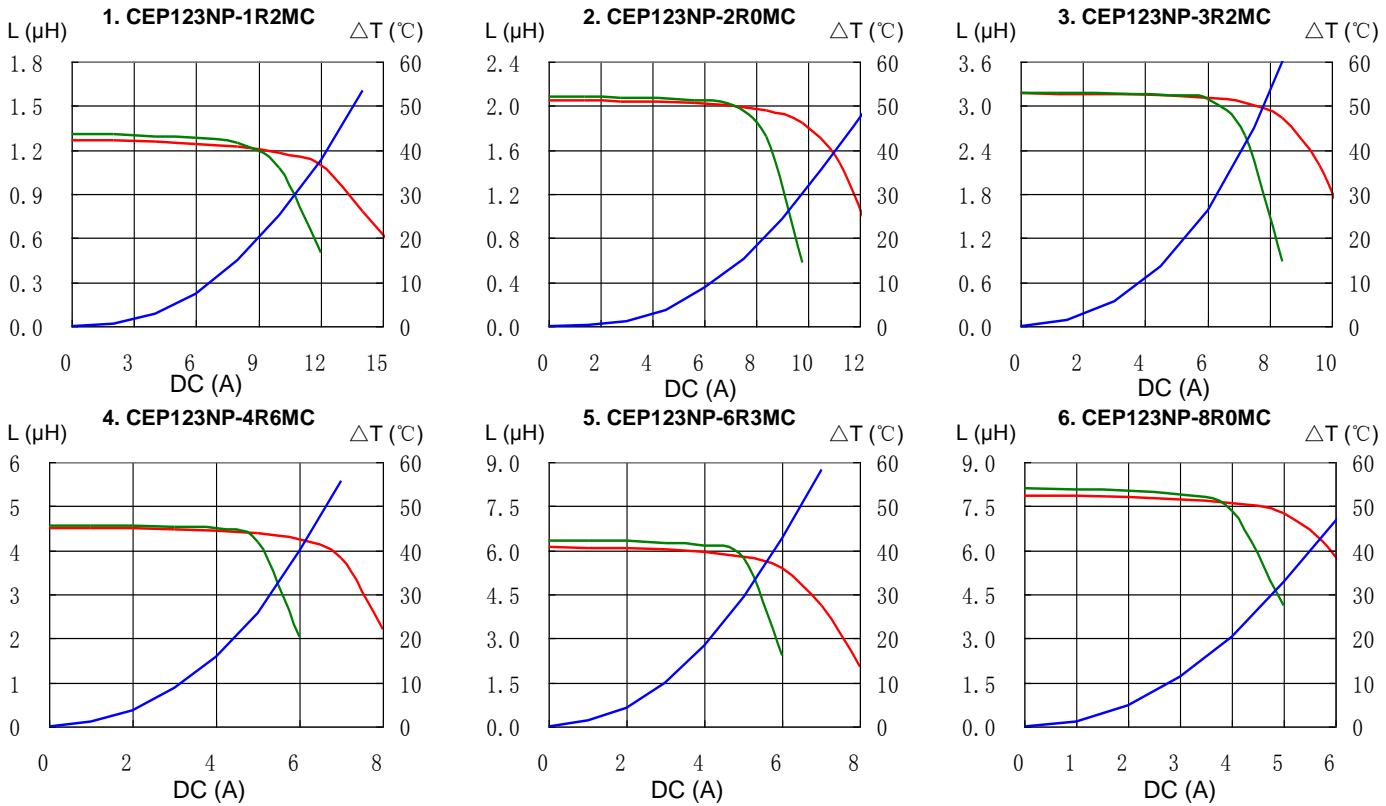 1. CEP123NP-1R2MC
L (µH) △T (℃)
1.8 60
1.5 50
1.2 40
0.9 30
0.6 20
0.3 10
0.0 0
0 3 6 9 12 15
DC (A)
2. CEP123NP-2R0MC
L (µH) △T (℃)
2.4 60
2.0 50
1.6 40
1.2 30
0.8 20
0.4 10
0.0 0
0 2 4 6 8 10 12
DC (A)
3. CEP123NP-3R2MC
L (µH) △T (℃)
3.6 60
3.0 50
2.4 40
1.8 30
1.2 20
0.6 10
0.0 0
0 2 4 6 8 10
DC (A)
4. CEP123NP-4R6MC
L (µH) △T (℃)
6 60
5 50
4 40
3 30
2 20
1 10
0 0
0 2 4 6 8
DC (A)
5. CEP123NP-6R3MC
L (µH) △T (℃)
9.0 60
7.5 50
6.0 40
4.5 30
3.0 20
1.5 10
0.0 0
0 2 4 6 8
DC (A)
6. CEP123NP-8R0MC
L (µH) △T (℃)
9.0 60
7.5 50
6.0 40
4.5 30
3.0 20
1.5 10
0.0 0
0 1 2 3 4 5 6
DC (A)